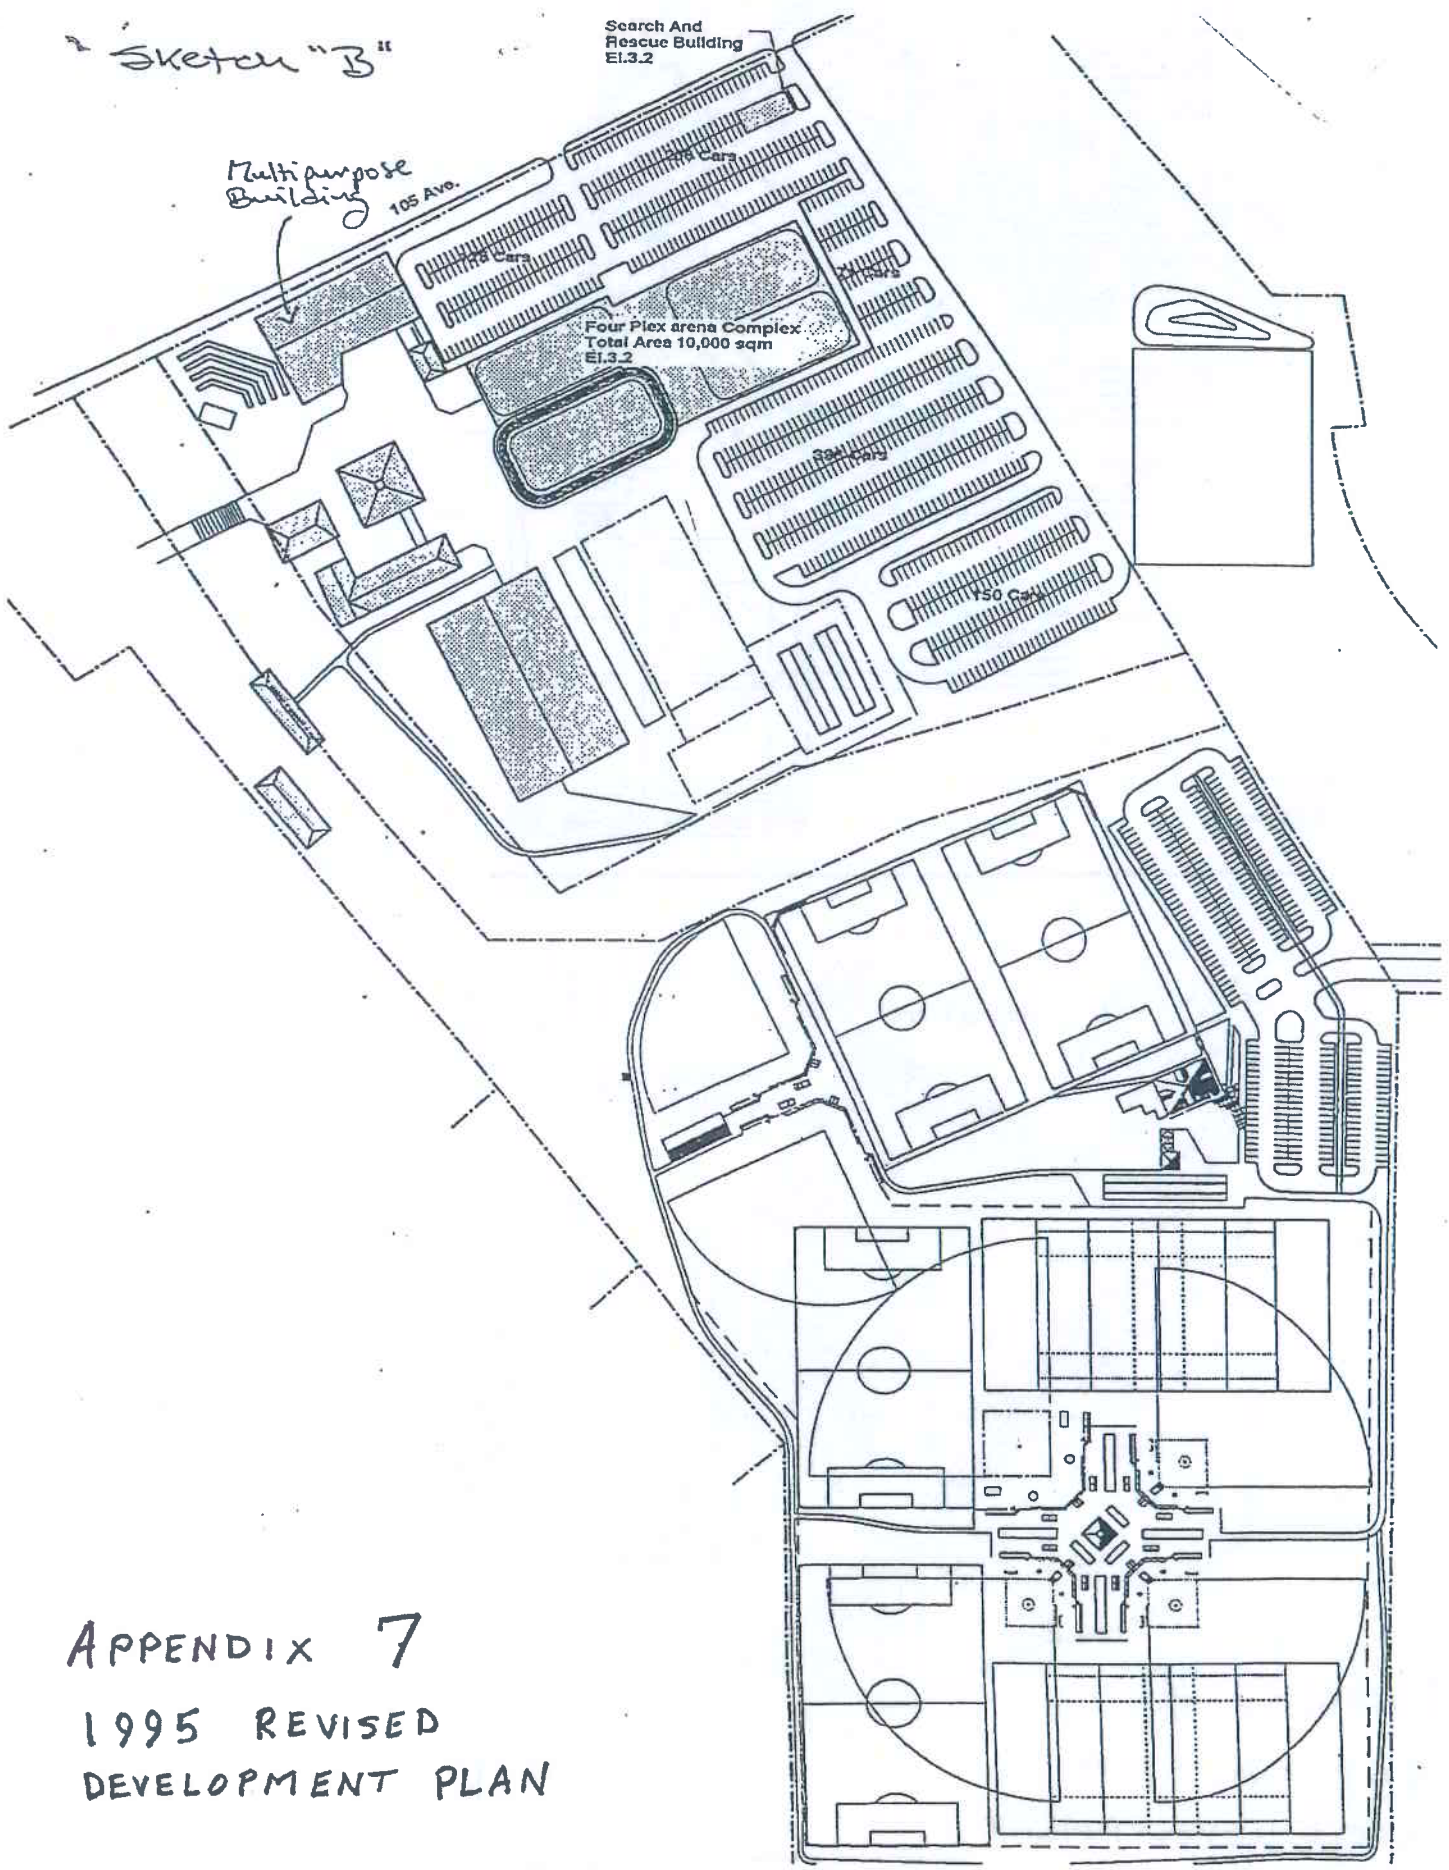 Sketch "B"
Search And
Rescue Building
El.3.2
Multipurpose
Building
105 Ave.
Cars
Cars
Cars
Four Plex arena Complex
Total Area 10,000 sqm
El.3.2
Cars
150 Cars
APPENDIX 7
1995 REVISED
DEVELOPMENT PLAN